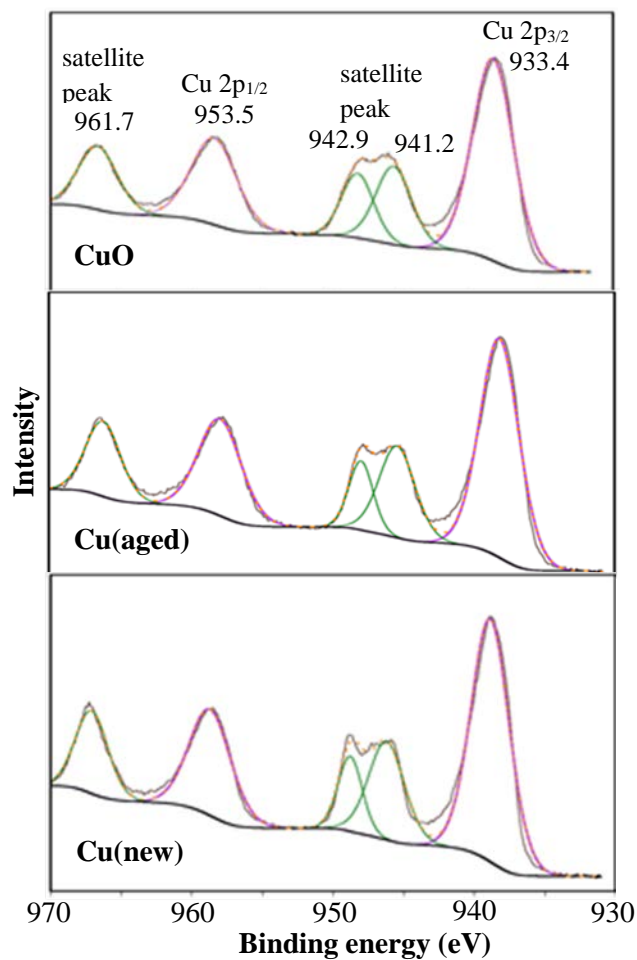 Cu 2p3/2
933.4
satellite
peak
961.7
Cu 2p1/2
953.5
satellite
peak
942.9
941.2
CuO
Cu(aged)
Cu(new)
Intensity
970
960
950
940
930
Binding energy (eV)